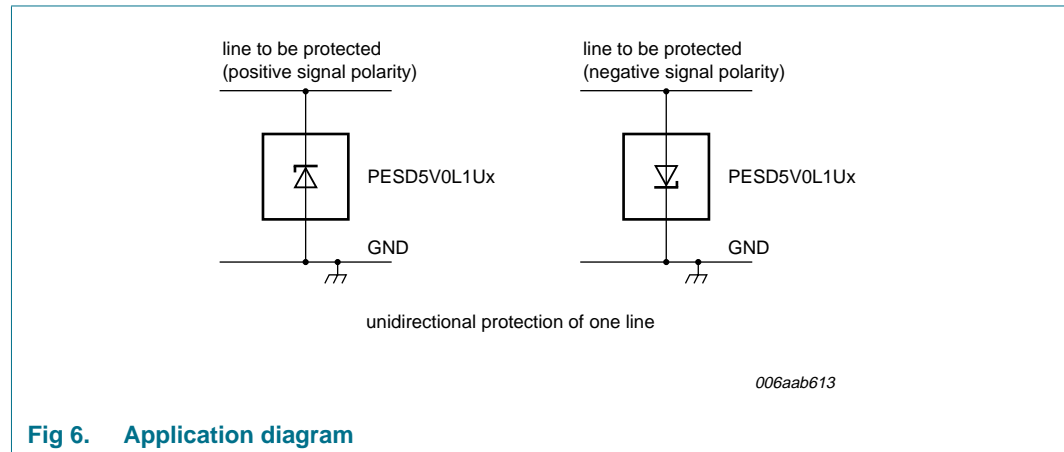 line to be protected
(positive signal polarity)
PESD5V0L1Ux
GND
line to be protected
(negative signal polarity)
PESD5V0L1Ux
GND
unidirectional protection of one line
006aab613
Fig 6. Application diagram